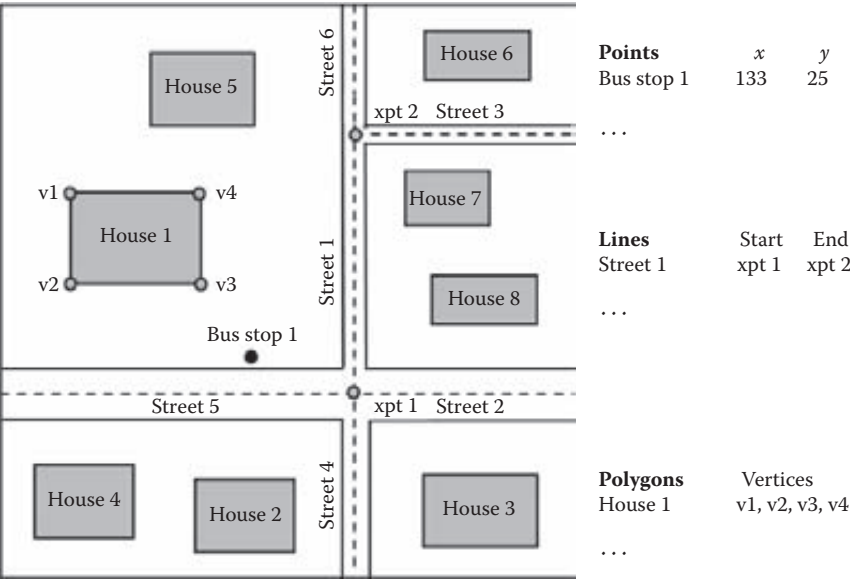 Street 6
House 6
House 5
xpt 2 Street 3
v1
v4
House 7
House 1
Street 1
v2
v3
House 8
Bus stop 1
Street 5
xpt 1 Street 2
House 4
House 2
Street 4
House 3
Points x y
Bus stop 1 133 25
...
Lines Start End
Street 1 xpt 1 xpt 2
...
Polygons Vertices
House 1 v1, v2, v3, v4
...